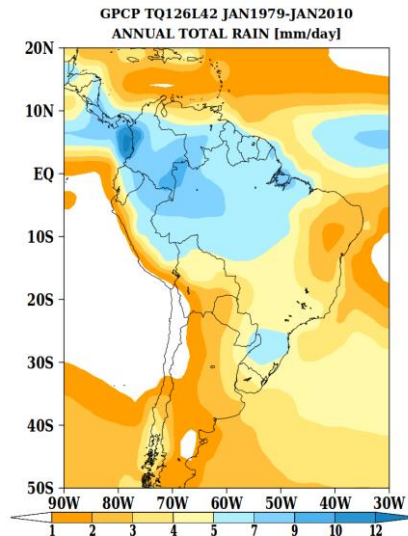 GPCP TQ126L42 JAN1979-JAN2010
ANNUAL TOTAL RAIN [mm/day]
20N
10N
EQ
10S
20S
30S
40S
50S
90W 80W 70W 60W 50W 40W 30W
1 2 3 4 5 7 9 10 12